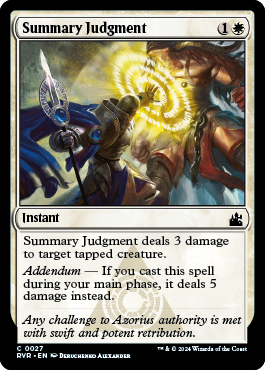 Summary Judgment 1
Instant
Summary Judgment deals 3 damage
to target tapped creature.
Addendum — If you cast this spell
during your main phase, it deals 5
damage instead.
Any challenge to Azorius authority is met
with swift and potent retribution.
C 0027
RVR • EN Deruchenko Alexander
™ & © 2024 Wizards of the Coast